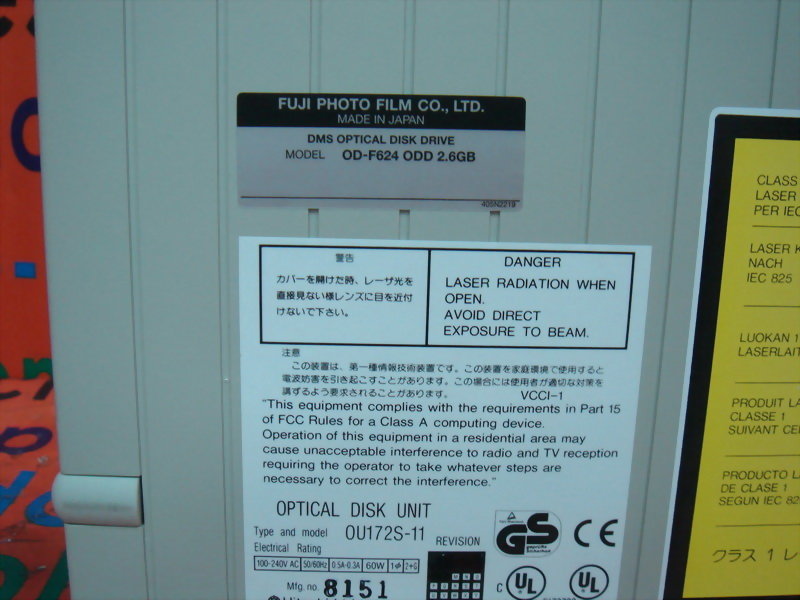 FUJI PHOTO FILM CO., LTD.
MADE IN JAPAN
DMS OPTICAL DISK DRIVE
MODEL OD-F624 ODD 2.6GB
405N2219
警告
カバーを開けた時、レーザ光を
直接見ない様レンズに目を近付
けないで下さい。
DANGER
LASER RADIATION WHEN
OPEN.
AVOID DIRECT
EXPOSURE TO BEAM.
注意
この装置は、第一種情報技術装置です。この装置を家庭環境で使用すると
電波妨害を引き起こすことがあります。この場合には使用者が適切な対策を
講ずるよう要求されることがあります。 VCCI-1
"This equipment complies with the requirements in Part 15
of FCC Rules for a Class A computing device.
Operation of this equipment in a residential area may
cause unacceptable interference to radio and TV reception
requiring the operator to take whatever steps are
necessary to correct the interference."
OPTICAL DISK UNIT
Type and model OU172S-11
Electrical Rating
100-240V AC 50/60Hz 0.5A-0.3A 60W 1ϕ 2+G
Mfg. no. 8151
REVISION
GS
geprüfte
Sicherheit
CE
C UL
UL
CLASS
LASER
PER IEC
LASER K
NACH
IEC 825
LUOKAN 1
LASERLAIT
PRODUIT LA
CLASSE 1
SUIVANT CE
PRODUCTO L
DE CLASE 1
SEGUN IEC 82
クラス 1 レ